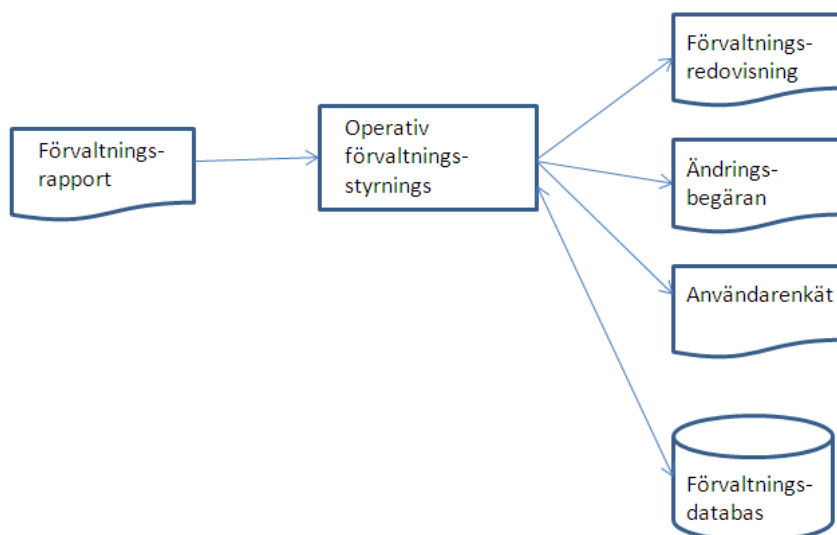 Förvaltnings-
rapport
Operativ
förvaltnings-
styrnings
Förvaltnings-
redovisning
Ändrings-
begäran
Användarenkät
Förvaltnings-
databas